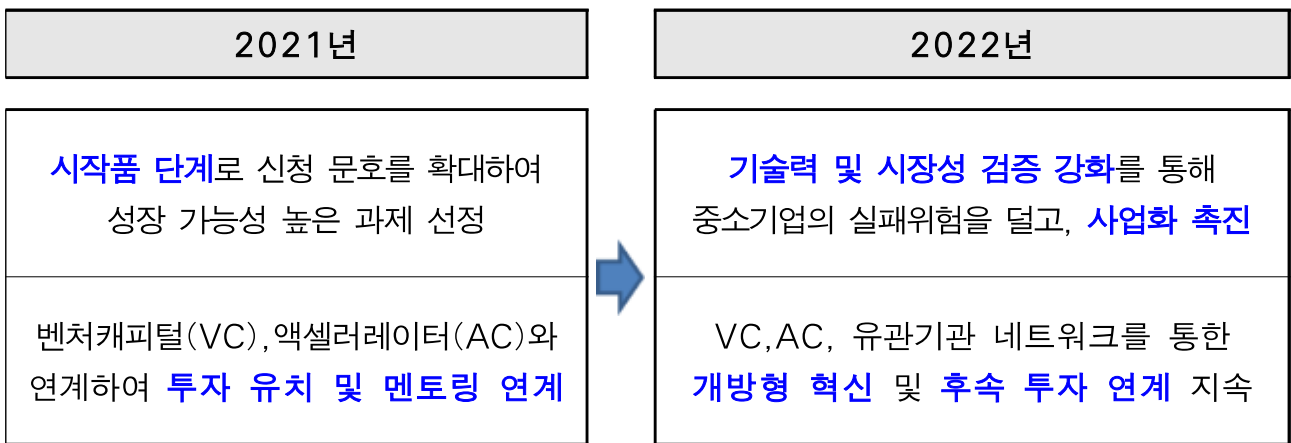 2021년
2022년
시작품 단계로 신청 문호를 확대하여
성장 가능성 높은 과제 선정
기술력 및 시장성 검증 강화를 통해
중소기업의 실패위험을 덜고, 사업화 촉진
벤처캐피털(VC),액셀러레이터(AC)와
연계하여 투자 유치 및 멘토링 연계
VC,AC, 유관기관 네트워크를 통한
개방형 혁신 및 후속 투자 연계 지속